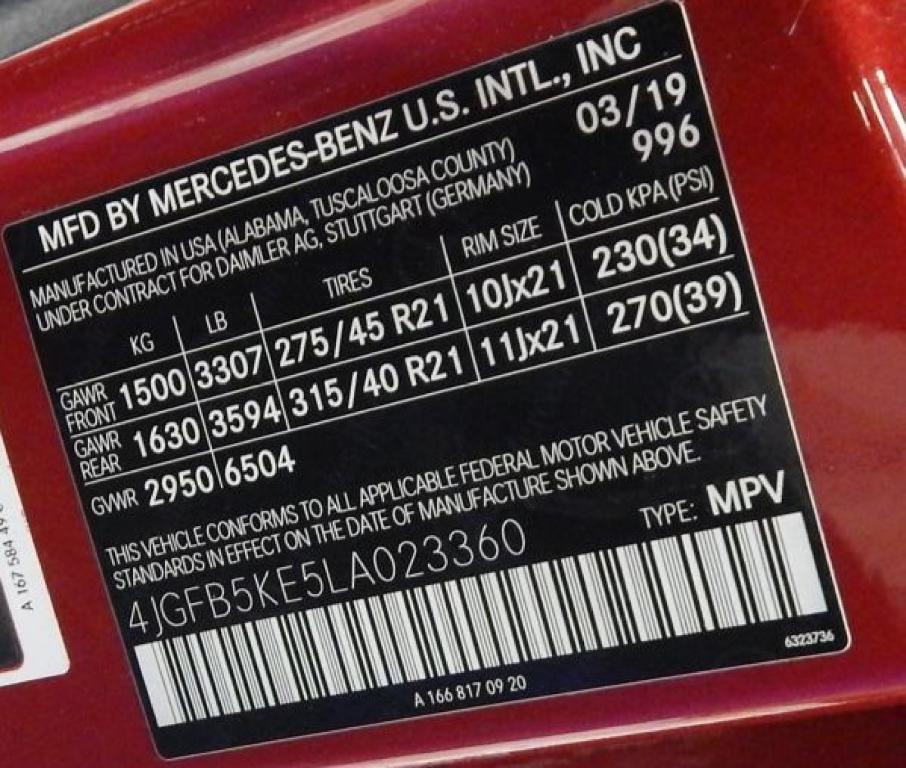 MFD BY MERCEDES-BENZ U.S. INTL., INC
03/19
996
MANUFACTURED IN USA (ALABAMA, TUSCALOOSA COUNTY)
UNDER CONTRACT FOR DAIMLER AG, STUTTGART (GERMANY)
KG LB TIRES RIM SIZE COLD KPA (PSI)
GAWR FRONT 1500 3307 275/45 R21 10Jx21 230(34)
GAWR REAR 1630 3594 315/40 R21 11Jx21 270(39)
GVWR 2950 6504
THIS VEHICLE CONFORMS TO ALL APPLICABLE FEDERAL MOTOR VEHICLE SAFETY
STANDARDS IN EFFECT ON THE DATE OF MANUFACTURE SHOWN ABOVE.
4JGFB5KE5LA023360 TYPE: MPV
6323736
A 166 817 09 20
A 167 584 49